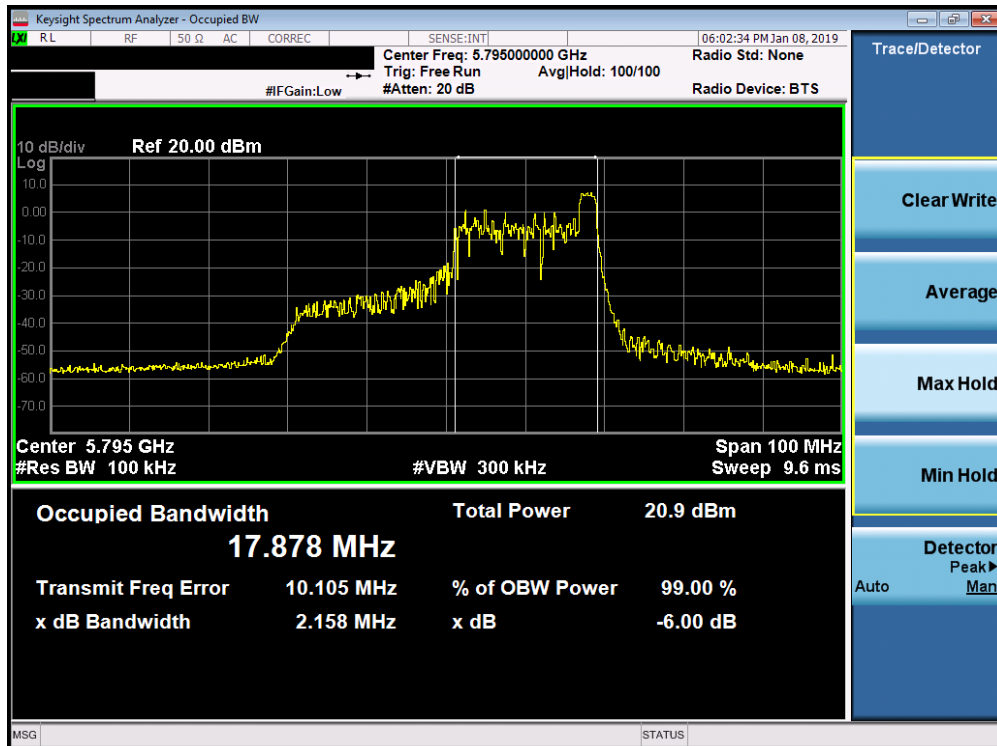 Keysight Spectrum Analyzer - Occupied BW
LXI RL RF 50 Ω AC CORREC SENSE:INT 06:02:34 PM Jan 08, 2019
Center Freq: 5.795000000 GHz Radio Std: None
Trig: Free Run Avg|Hold: 100/100
#IFGain:Low #Atten: 20 dB Radio Device: BTS
10 dB/div Ref 20.00 dBm
Log
10.0
0.00
-10.0
-20.0
-30.0
-40.0
-50.0
-60.0
-70.0
Center 5.795 GHz Span 100 MHz
#Res BW 100 kHz #VBW 300 kHz Sweep 9.6 ms
Occupied Bandwidth Total Power 20.9 dBm
17.878 MHz
Transmit Freq Error 10.105 MHz % of OBW Power 99.00 %
x dB Bandwidth 2.158 MHz x dB -6.00 dB
MSG STATUS
Trace/Detector
Clear Write
Average
Max Hold
Min Hold
Detector
Peak▶
Auto Man